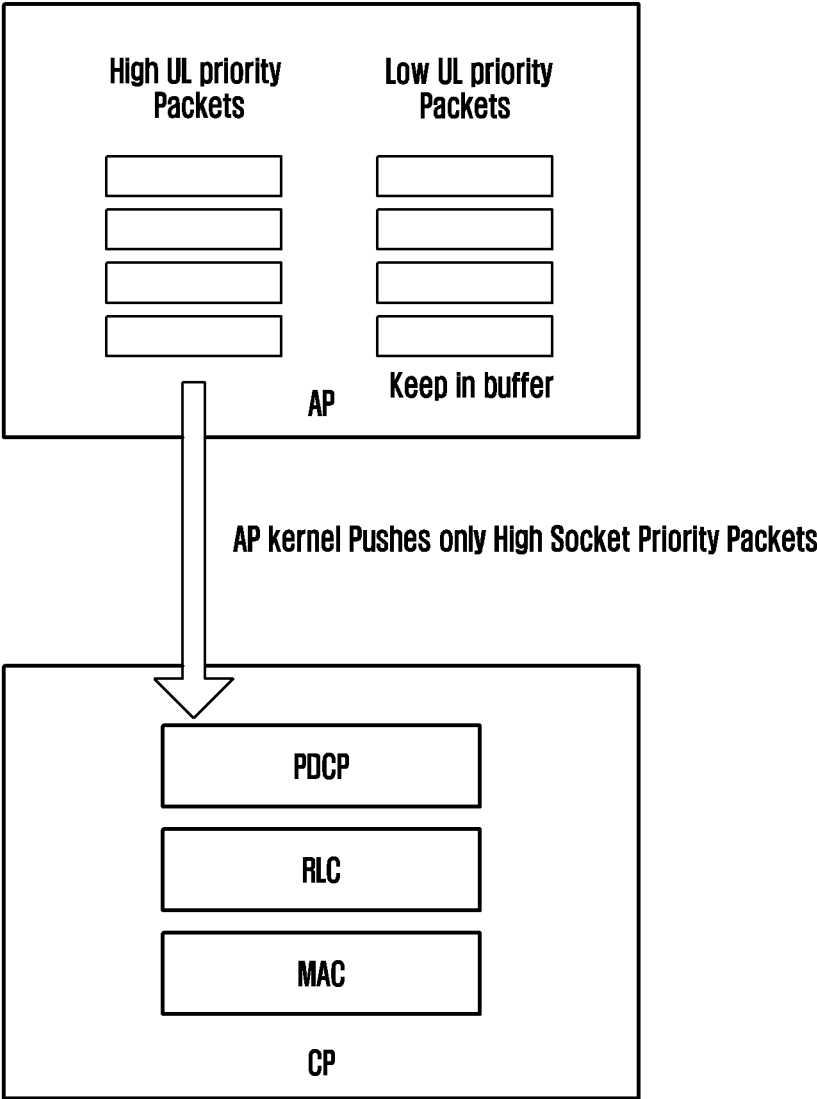 High UL priority
Packets
Low UL priority
Packets
Keep in buffer
AP
AP kernel Pushes only High Socket Priority Packets
PDCP
RLC
MAC
CP